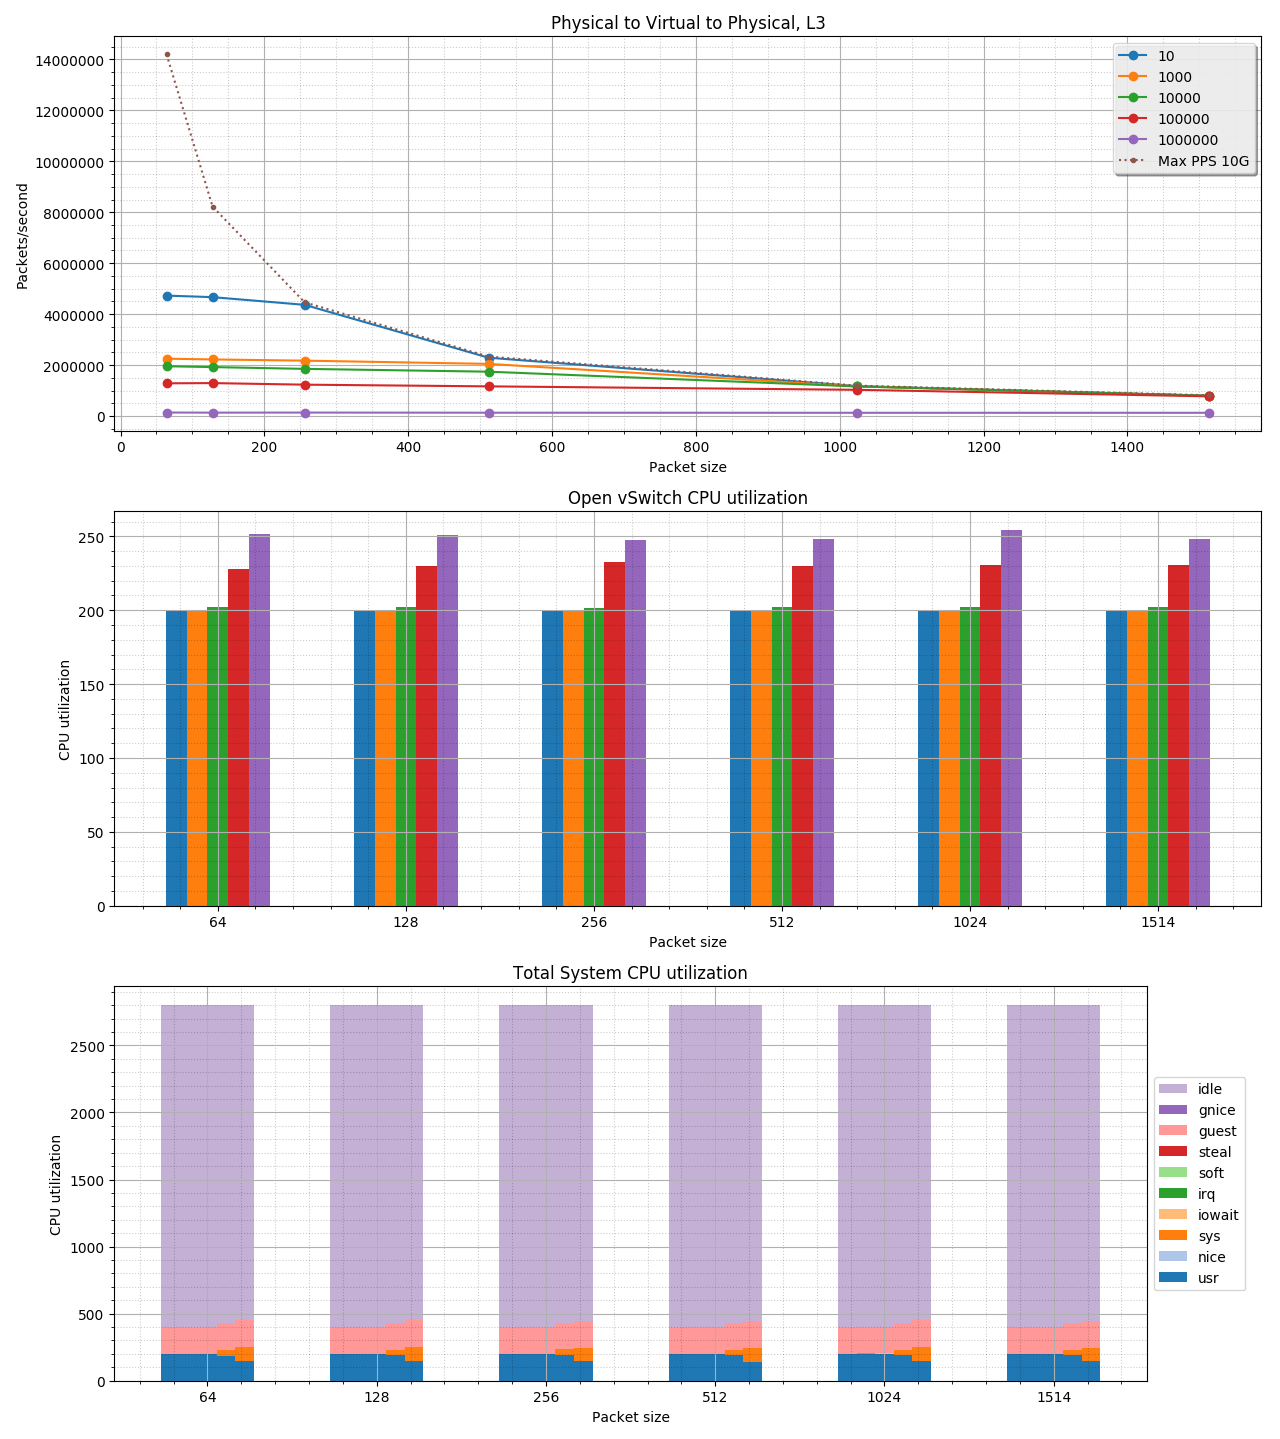 Physical to Virtual to Physical, L3
14000000
12000000
10000000
8000000
6000000
4000000
2000000
0
Packets/second
10
1000
10000
100000
1000000
Max PPS 10G
0 200 400 600 800 1000 1200 1400
Packet size
Open vSwitch CPU utilization
250
200
150
100
50
0
CPU utilization
64 128 256 512 1024 1514
Packet size
Total System CPU utilization
2500
2000
1500
1000
500
0
CPU utilization
idle
gnice
guest
steal
soft
irq
iowait
sys
nice
usr
64 128 256 512 1024 1514
Packet size